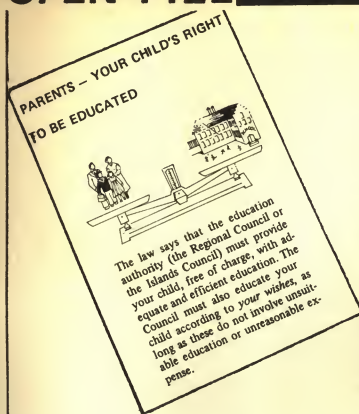 PARENTS – YOUR CHILD'S RIGHT
TO BE EDUCATED
The law says that the education
authority (the Regional Council or
the Islands Council) must provide
your child, free of charge, with ad-
equate and efficient education. The
Council must also educate your
child according to your wishes, as
long as these do not involve unsuit-
able education or unreasonable ex-
pense.